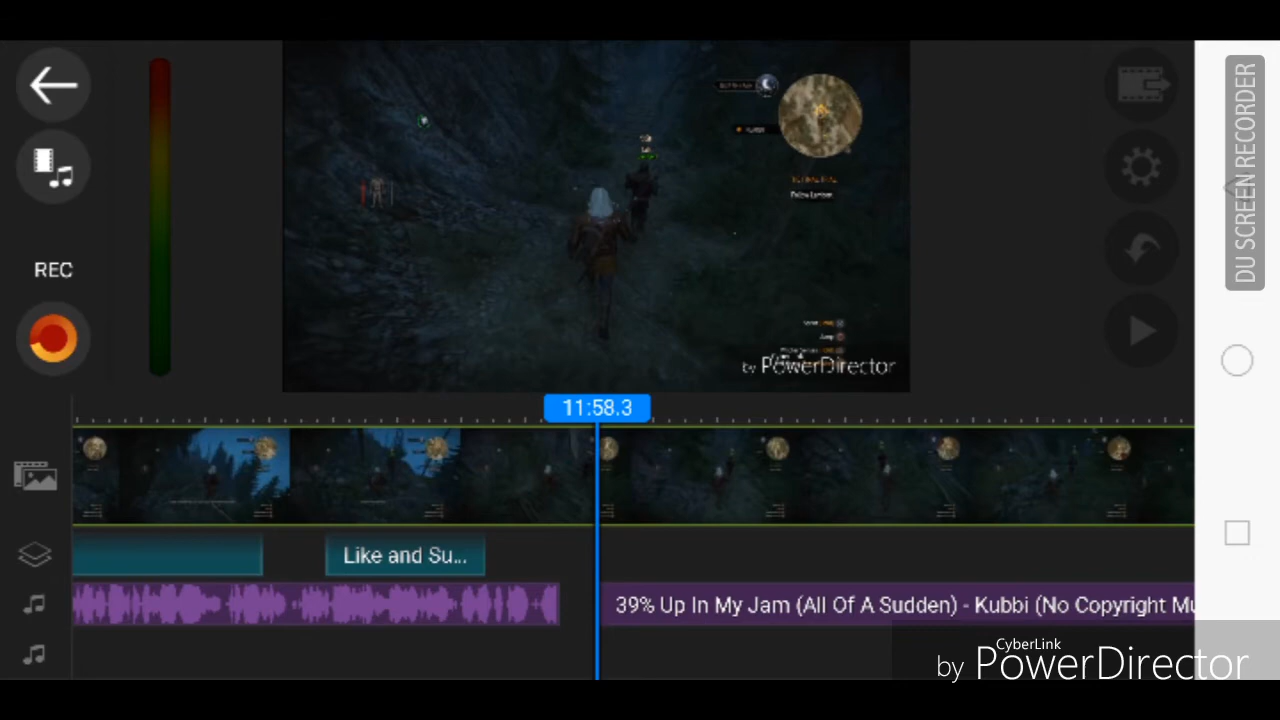 DU SCREEN RECORDER
REC
by PowerDirector
11:58.3
Like and Su...
39% Up In My Jam (All Of A Sudden) - Kubbi (No Copyright Mu
CyberLink
by PowerDirector